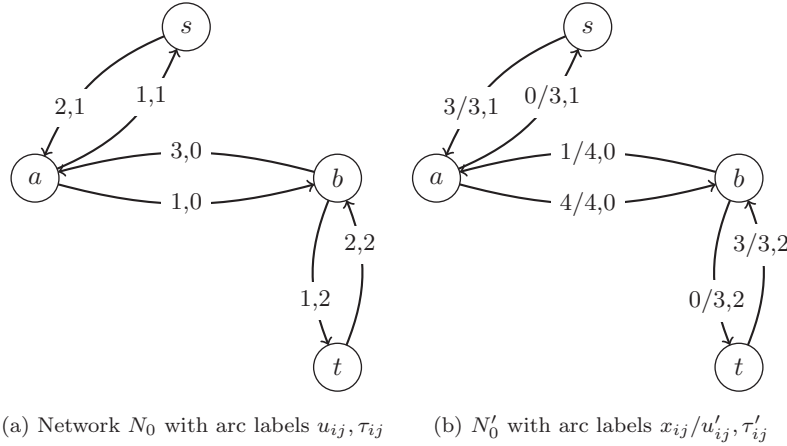 s
s
2,1
1,1
3/3,1
0/3,1
a
3,0
b
a
1/4,0
b
1,0
4/4,0
2,2
3/3,2
1,2
0/3,2
t
t
(a) Network N₀ with arc labels uᵢⱼ, τᵢⱼ
(b) N′₀ with arc labels xᵢⱼ/u′ᵢⱼ, τ′ᵢⱼ